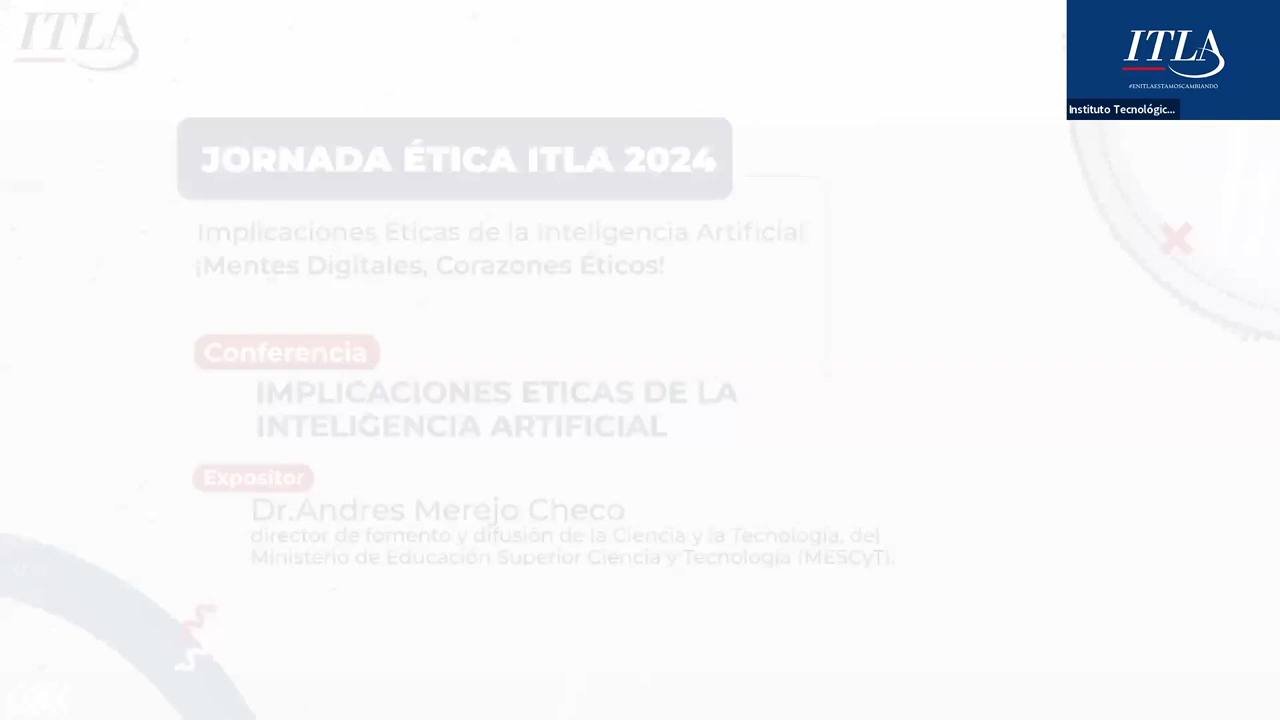 ITLA
ITLA
#ENITLAESTAMOSCAMBIANDO
Instituto Tecnológic...
JORNADA ÉTICA ITLA 2024
Implicaciones Éticas de la Inteligencia Artificial
¡Mentes Digitales, Corazones Éticos!
Conferencia
IMPLICACIONES ETICAS DE LA
INTELIGENCIA ARTIFICIAL
Expositor
Dr.Andres Merejo Checo
director de fomento y difusión de la Ciencia y la Tecnología, del
Ministerio de Educación Superior Ciencia y Tecnología (MESCyT).